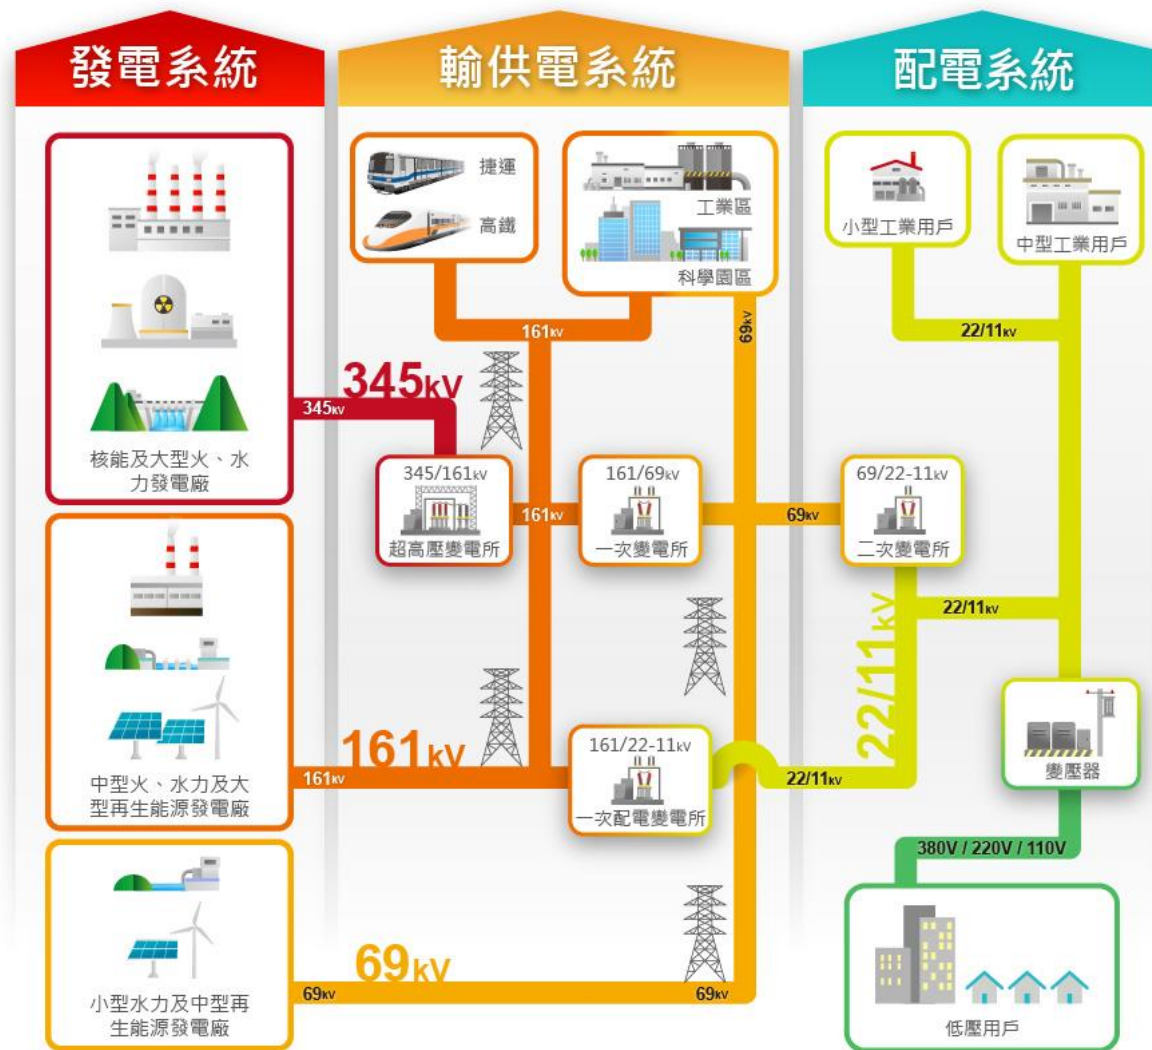 發電系統
輸供電系統
配電系統
核能及大型火、水
力發電廠
中型火、水力及大
型再生能源發電廠
小型水力及中型再
生能源發電廠
捷運
高鐵
工業區
科學園區
161kV
69kV
345kV
345kV
345/161kV
超高壓變電所
161kV
161/69kV
一次變電所
69kV
161kV
161kV
161/22-11kV
一次配電變電所
22/11kV
69kV
69kV
69kV
小型工業用戶
中型工業用戶
22/11kV
69/22-11kV
二次變電所
22/11kV
22/11kV
變壓器
380V / 220V / 110V
低壓用戶